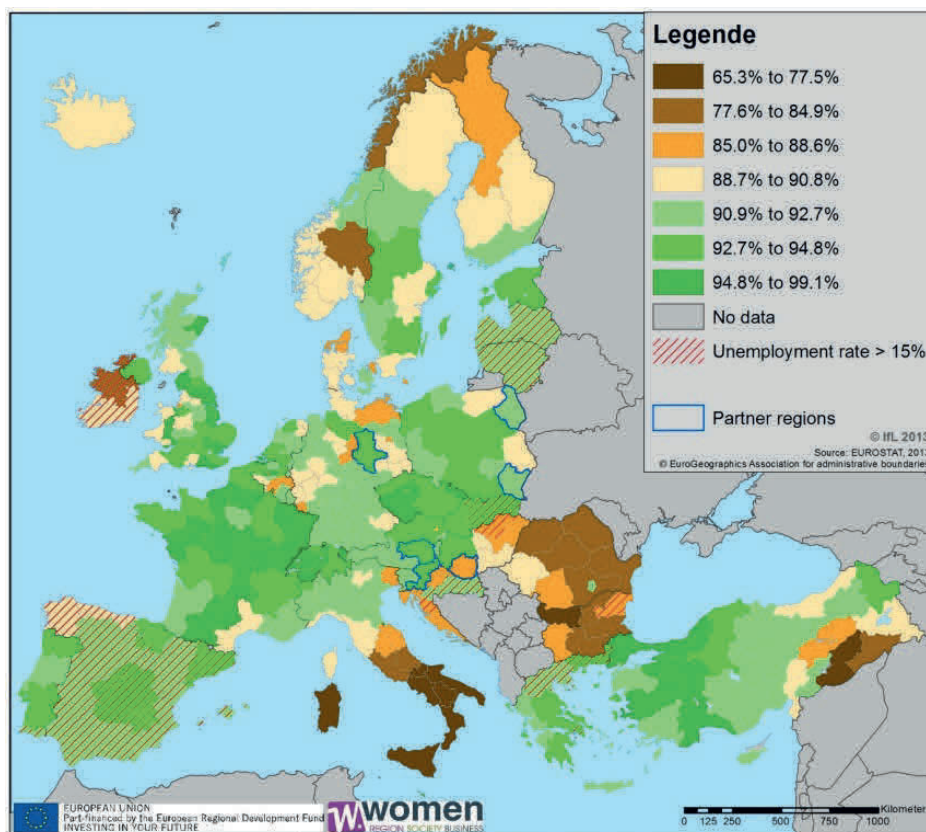 Legende
65.3% to 77.5%
77.6% to 84.9%
85.0% to 88.6%
88.7% to 90.8%
90.9% to 92.7%
92.7% to 94.8%
94.8% to 99.1%
No data
Unemployment rate > 15%
Partner regions
© IfL 2013
Source: EUROSTAT, 2013
© EuroGeographics Association for administrative boundaries
EUROPEAN UNION
Part-financed by the European Regional Development Fund
INVESTING IN YOUR FUTURE
W. women
REGION SOCIETY BUSINESS
Kilometer
0 125 250 500 750 1000